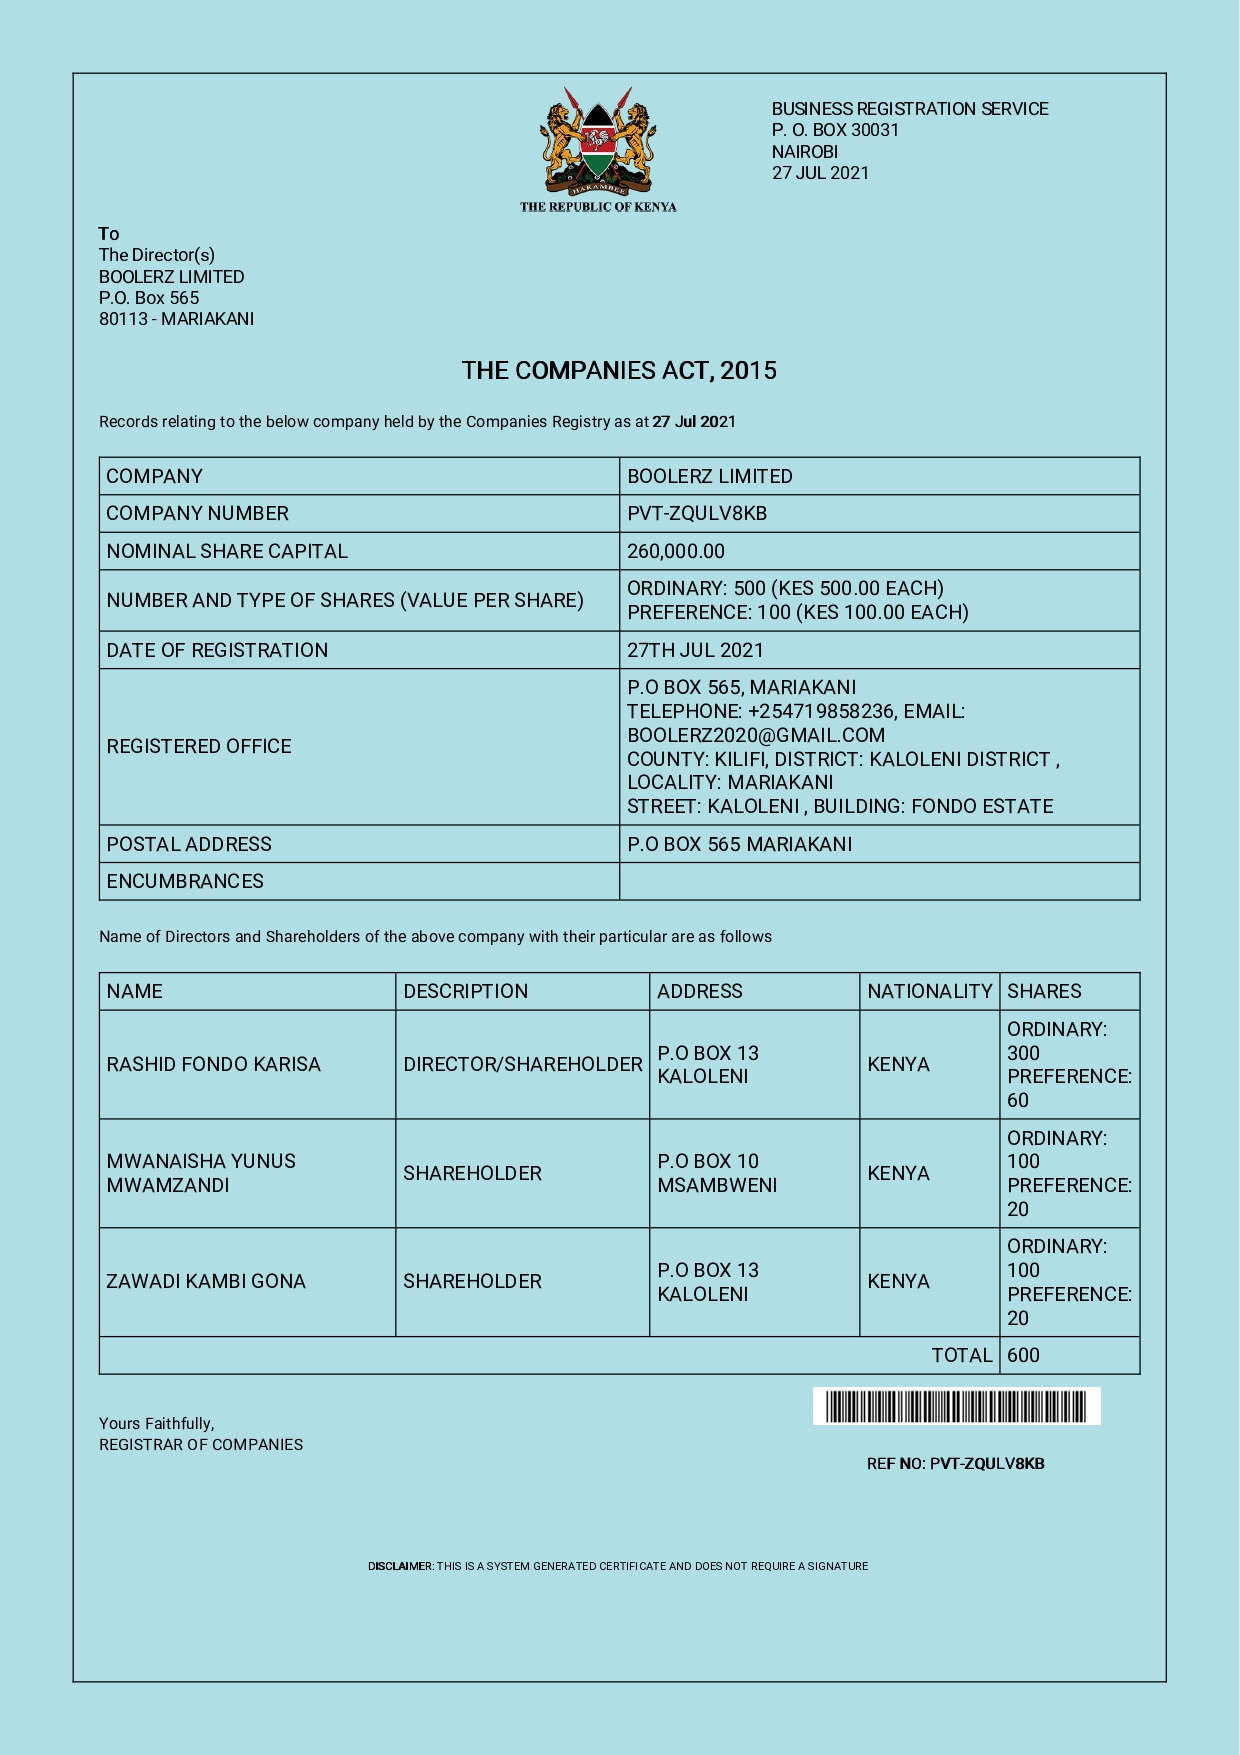 HARAMBEE
THE REPUBLIC OF KENYA
BUSINESS REGISTRATION SERVICE
P. O. BOX 30031
NAIROBI
27 JUL 2021
To
The Director(s)
BOOLERZ LIMITED
P.O. Box 565
80113 - MARIAKANI
THE COMPANIES ACT, 2015
Records relating to the below company held by the Companies Registry as at 27 Jul 2021
COMPANY
BOOLERZ LIMITED
COMPANY NUMBER
PVT-ZQULV8KB
NOMINAL SHARE CAPITAL
260,000.00
NUMBER AND TYPE OF SHARES (VALUE PER SHARE)
ORDINARY: 500 (KES 500.00 EACH)
PREFERENCE: 100 (KES 100.00 EACH)
DATE OF REGISTRATION
27TH JUL 2021
REGISTERED OFFICE
P.O BOX 565, MARIAKANI
TELEPHONE: +254719858236, EMAIL:
BOOLERZ2020@GMAIL.COM
COUNTY: KILIFI, DISTRICT: KALOLENI DISTRICT ,
LOCALITY: MARIAKANI
STREET: KALOLENI , BUILDING: FONDO ESTATE
POSTAL ADDRESS
P.O BOX 565 MARIAKANI
ENCUMBRANCES
Name of Directors and Shareholders of the above company with their particular are as follows
NAME
DESCRIPTION
ADDRESS
NATIONALITY
SHARES
RASHID FONDO KARISA
DIRECTOR/SHAREHOLDER
P.O BOX 13
KALOLENI
KENYA
ORDINARY:
300
PREFERENCE:
60
MWANAISHA YUNUS
MWAMZANDI
SHAREHOLDER
P.O BOX 10
MSAMBWENI
KENYA
ORDINARY:
100
PREFERENCE:
20
ZAWADI KAMBI GONA
SHAREHOLDER
P.O BOX 13
KALOLENI
KENYA
ORDINARY:
100
PREFERENCE:
20
TOTAL
600
Yours Faithfully,
REGISTRAR OF COMPANIES
REF NO: PVT-ZQULV8KB
DISCLAIMER: THIS IS A SYSTEM GENERATED CERTIFICATE AND DOES NOT REQUIRE A SIGNATURE